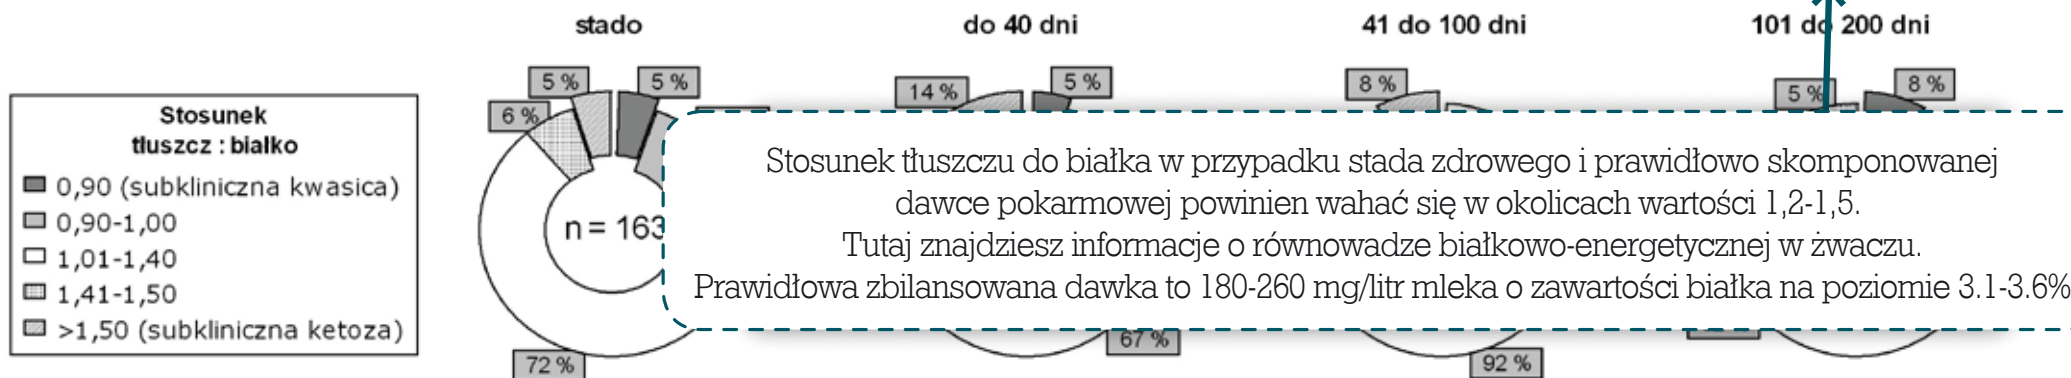 stado
do 40 dni
41 do 100 dni
101 do 200 dni
Stosunek
tłuszcz : białko
0,90 (subkliniczna kwasica)
0,90-1,00
1,01-1,40
1,41-1,50
>1,50 (subkliniczna ketoza)
5 %
5 %
6 %
n = 163
72 %
14 %
5 %
67 %
8 %
92 %
5 %
8 %
Stosunek tłuszczu do białka w przypadku stada zdrowego i prawidłowo skomponowanej
dawce pokarmowej powinien wahać się w okolicach wartości 1,2-1,5.
Tutaj znajdziesz informacje o równowadze białkowo-energetycznej w żwaczu.
Prawidłowa zbilansowana dawka to 180-260 mg/litr mleka o zawartości białka na poziomie 3.1-3.6%